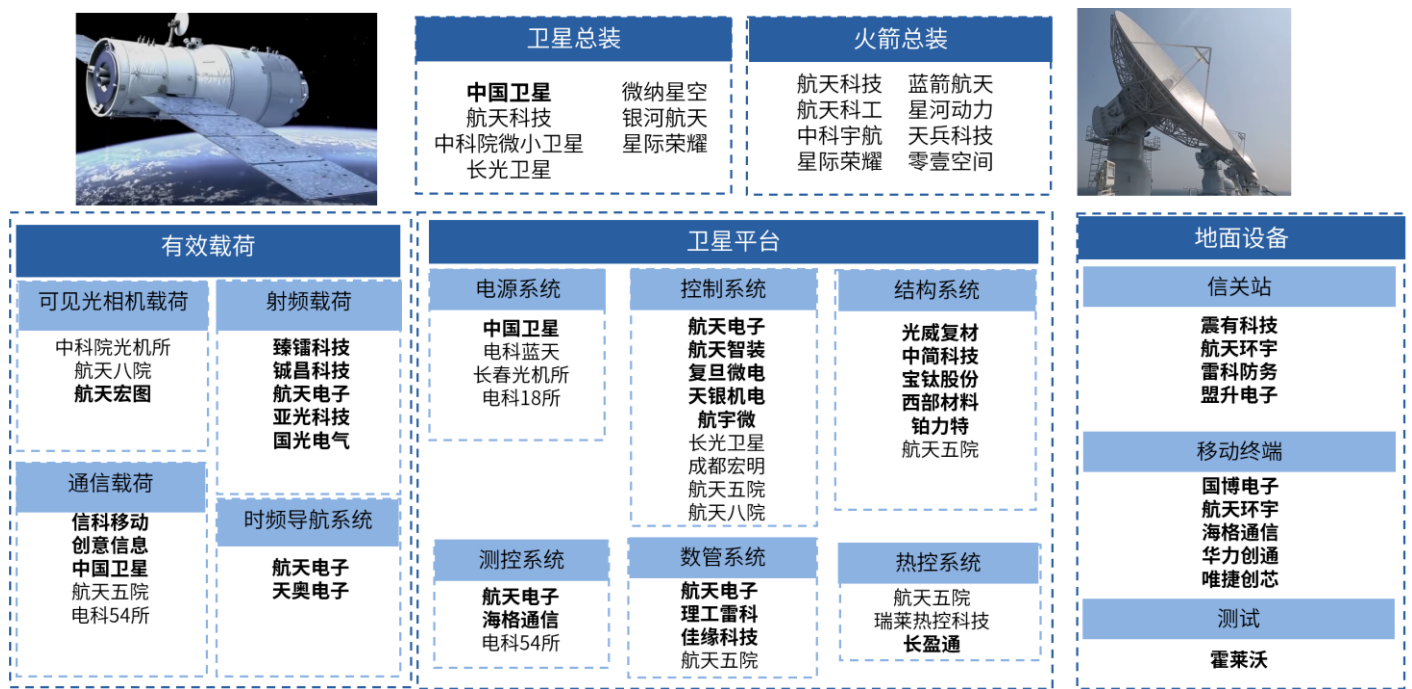 卫星总装
中国卫星
航天科技
中科院微小卫星
长光卫星
微纳星空
银河航天
星际荣耀
火箭总装
航天科技
航天科工
中科宇航
星际荣耀
蓝箭航天
星河动力
天兵科技
零壹空间
有效载荷
可见光相机载荷
中科院光机所
航天八院
航天宏图
射频载荷
臻镭科技
铖昌科技
航天电子
亚光科技
国光电气
通信载荷
信科移动
创意信息
中国卫星
航天五院
电科54所
时频导航系统
航天电子
天奥电子
卫星平台
电源系统
中国卫星
电科蓝天
长春光机所
电科18所
控制系统
航天电子
航天智装
复旦微电
天银机电
航宇微
长光卫星
成都宏明
航天五院
航天八院
结构系统
光威复材
中简科技
宝钛股份
西部材料
铂力特
航天五院
测控系统
航天电子
海格通信
电科54所
数管系统
航天电子
理工雷科
佳缘科技
航天五院
热控系统
航天五院
瑞莱热控科技
长盈通
地面设备
信关站
震有科技
航天环宇
雷科防务
盟升电子
移动终端
国博电子
航天环宇
海格通信
华力创通
唯捷创芯
测试
霍莱沃